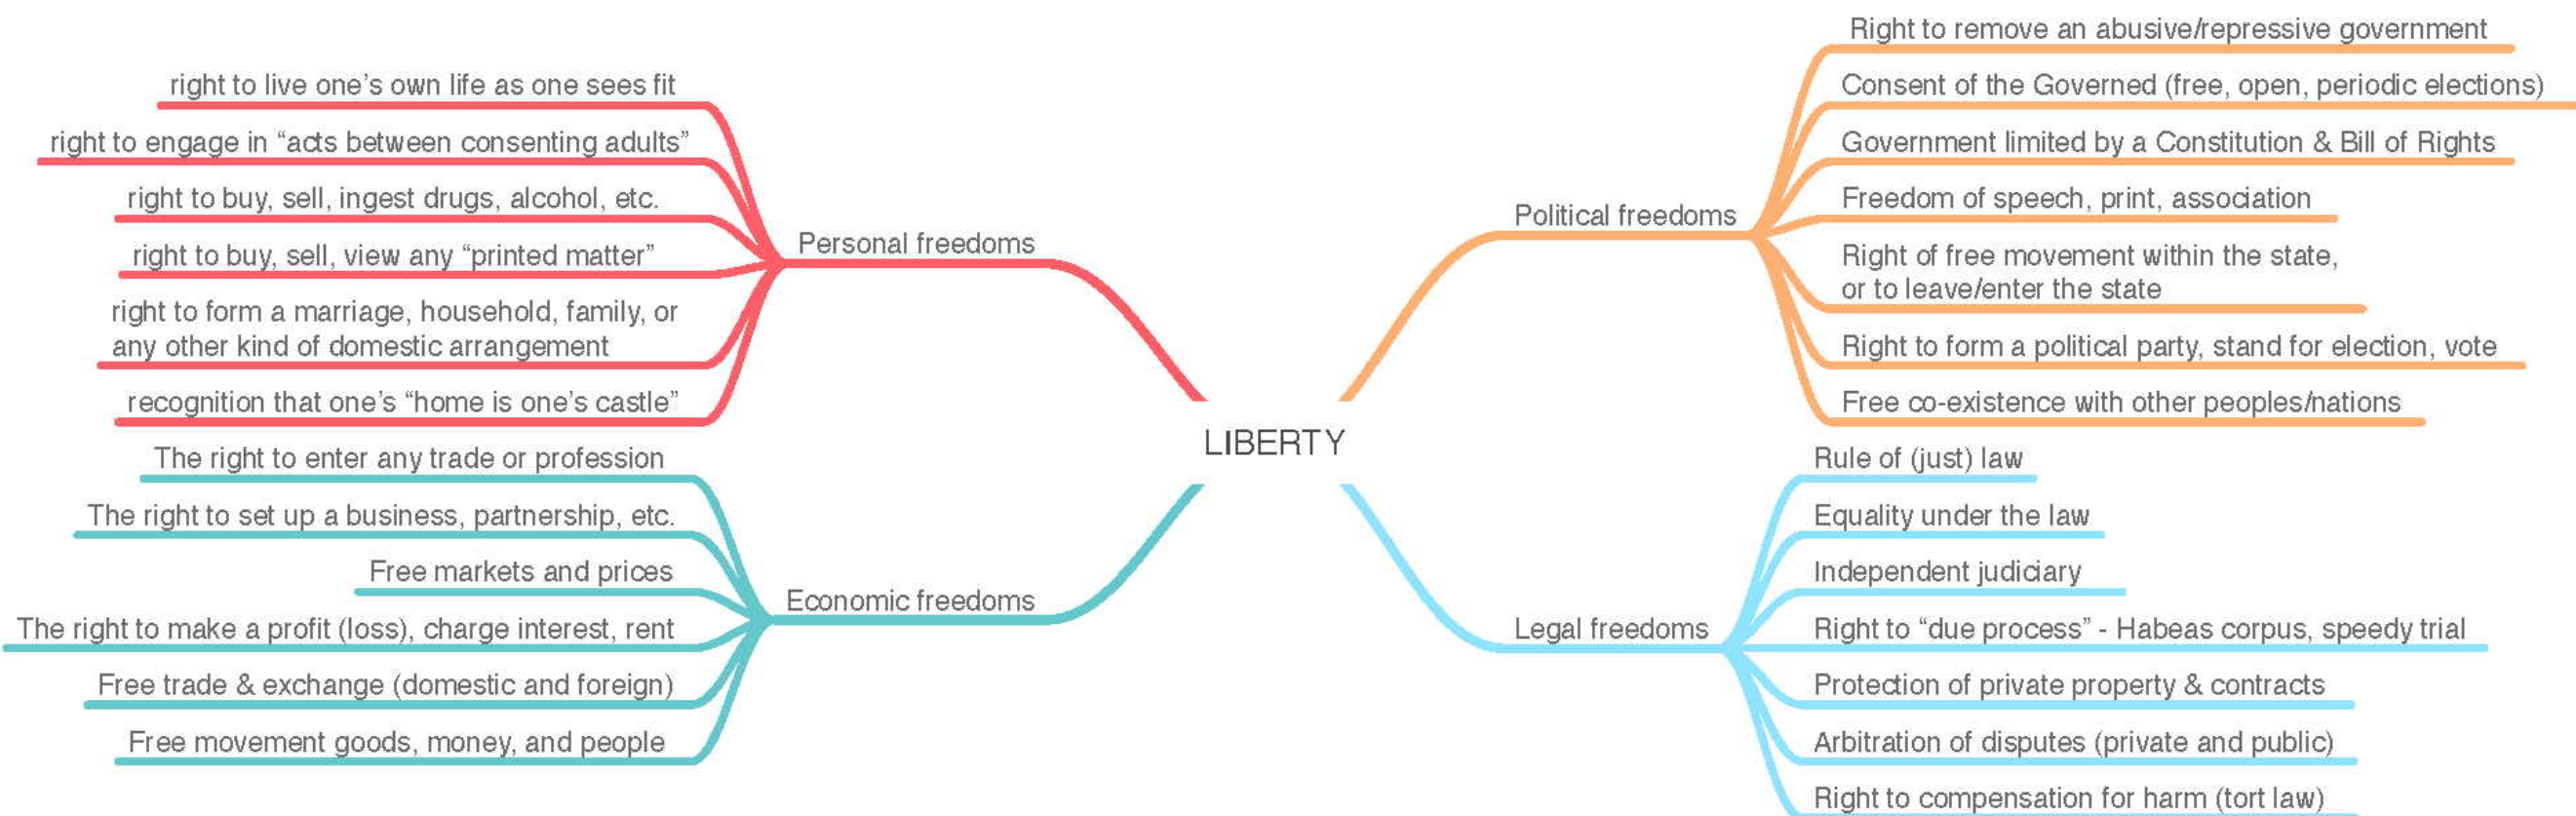 right to live one’s own life as one sees fit
right to engage in “acts between consenting adults”
right to buy, sell, ingest drugs, alcohol, etc.
right to buy, sell, view any “printed matter”
right to form a marriage, household, family, or
any other kind of domestic arrangement
recognition that one’s “home is one’s castle”
Personal freedoms
The right to enter any trade or profession
The right to set up a business, partnership, etc.
Free markets and prices
The right to make a profit (loss), charge interest, rent
Free trade & exchange (domestic and foreign)
Free movement goods, money, and people
Economic freedoms
LIBERTY
Political freedoms
Right to remove an abusive/repressive government
Consent of the Governed (free, open, periodic elections)
Government limited by a Constitution & Bill of Rights
Freedom of speech, print, association
Right of free movement within the state,
or to leave/enter the state
Right to form a political party, stand for election, vote
Free co-existence with other peoples/nations
Legal freedoms
Rule of (just) law
Equality under the law
Independent judiciary
Right to “due process” - Habeas corpus, speedy trial
Protection of private property & contracts
Arbitration of disputes (private and public)
Right to compensation for harm (tort law)